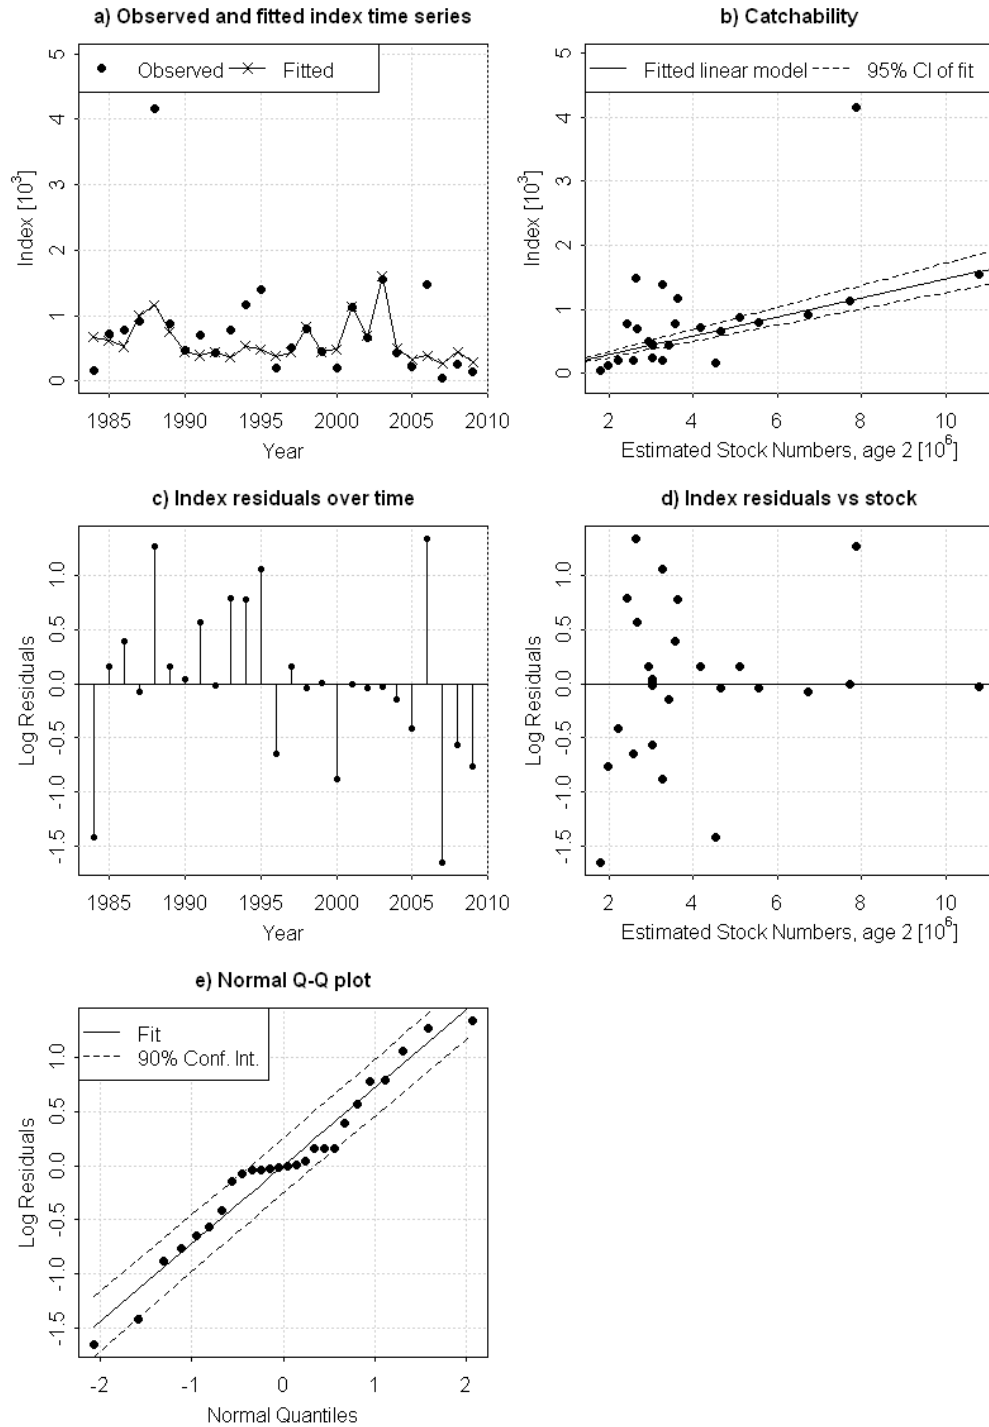 a) Observed and fitted index time series
Observed Fitted
Index [10³]
0 1 2 3 4 5
1985 1990 1995 2000 2005 2010
Year
b) Catchability
Fitted linear model 95% CI of fit
Index [10³]
0 1 2 3 4 5
2 4 6 8 10
Estimated Stock Numbers, age 2 [10⁶]
c) Index residuals over time
Log Residuals
-1.5 -1.0 -0.5 0.0 0.5 1.0
1985 1990 1995 2000 2005 2010
Year
d) Index residuals vs stock
Log Residuals
-1.5 -1.0 -0.5 0.0 0.5 1.0
2 4 6 8 10
Estimated Stock Numbers, age 2 [10⁶]
e) Normal Q-Q plot
Fit
90% Conf. Int.
Log Residuals
-1.5 -1.0 -0.5 0.0 0.5 1.0
-2 -1 0 1 2
Normal Quantiles